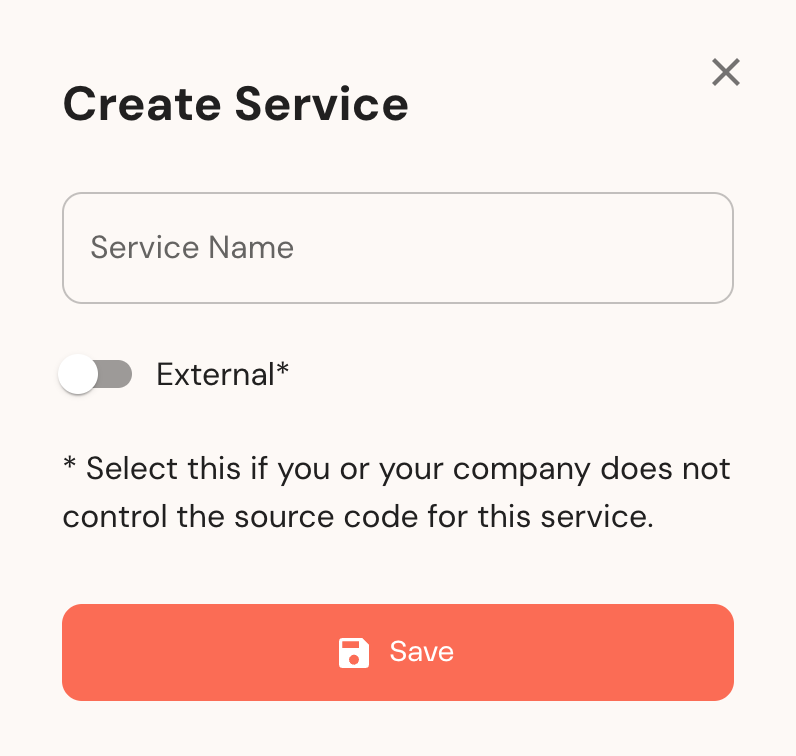 Create Service
Service Name
External*
* Select this if you or your company does not
control the source code for this service.
Save